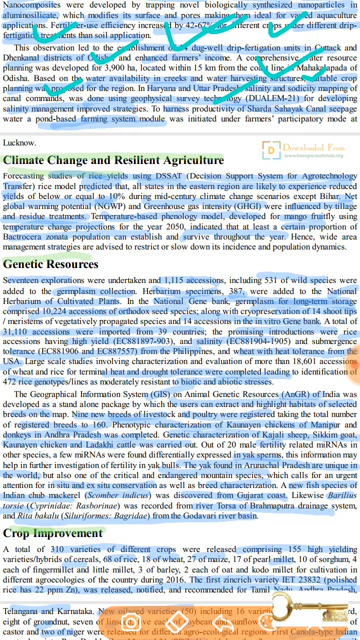 Nanocomposites were developed by trapping novel biologically synthesized nanoparticles in
aluminosilicate, which modifies its surface and pores making them ideal for varied aquaculture
applications. Fertilizer-use efficiency increased by 42-62% different crops under different drip-
fertigation treatments than soil application.
This observation led to the establishment of 4 dug-well drip-fertigation units in Cuttack and
Dhenkanal districts of Odisha, and enhanced farmers' income. A comprehensive water resource
planning was developed for 3,900 ha, located within 15 km from the coast line at Mahakalapada of
Odisha. Based on the water availability in creeks and water harvesting structures, suitable crop
planning was proposed for the region. In Haryana and Uttar Pradesh salinity and sodicity mapping of
canal commands, was done using geophysical survey technology (DUALEM-21) for developing
salinity management strategies. To harness productivity of Sharda Sahayak Canal seepage
water a pond-based farming system module was initiated under farmers' participatory mode at
Lucknow.
Downloaded From
Climate Change and Resilient Agriculture
Forecasting studies of rice yields using DSSAT (Decision Support System for Agrotechnology
Transfer) rice model predicted that, all states in the eastern region are likely to experience reduced
yields of below or equal to 10% during mid-century climate change scenarios except Bihar. Net
global warming potential (NGWP) and Greenhouse gas intensity (GHGI) were influenced by tillage
and residue treatments. Temperature-based phenology model, developed for mango fruitfly using
temperature change projections for the year 2050, indicated that at least a certain proportion of
Bactrocera zonata population can establish and survive throughout the year. Hence, wide area
management strategies are advised to restrict or slow down its incidence and population dynamics.
Genetic Resources
Seventeen explorations were undertaken and 1,115 accessions, including 531 of wild species were
added to the germplasm collection. Herbarium specimens, 387, were added to the National
Herbarium of Cultivated Plants. In the National Gene bank, germplasm for long-term storage
comprised 10,224 accessions of orthodox seed species; along with cryopreservation of 14 shoot tips
/ meristems of vegetatively propagated species and 14 accessions in the in vitro Gene bank. A total of
31,110 accessions were imported from 39 countries; the promising introductions were rice
accessions having high yield (EC881897-903), and salinity (EC881904-1905) and submergence
tolerance (EC881906 and EC887557) from the Philippines, and wheat with heat tolerance from the
USA. Large scale studies involving characterization and evaluation of more than 18,601 accessions
of wheat and rice for terminal heat and drought tolerance were completed leading to identification of
472 rice genotypes/lines as moderately resistant to biotic and abiotic stresses.
The Geographical Information System (GIS) on Animal Genetic Resources (AnGR) of India was
developed as a stand alone package by which the users can extract and highlight habitats of selected
breeds on the map. Nine new breeds of livestock and poultry were registered taking the total number
of registered breeds to 160. Phenotypic characterization of Kaunayen chickens of Manipur and
donkeys in Andhra Pradesh was completed. Genetic characterization of Kajali sheep, Sikkim goat,
Kaunayen chicken and Ladakhi cattle was carried out. Out of 20 male fertility related miRNAs in
other species, a few miRNAs were found differentially expressed in yak sperms, this information may
help in further investigation of fertility in yak bulls. The yak found in Arunachal Pradesh are unique in
the world, but also one of the critical and endangered mountain species, which calls for an urgent
attention for in situ and ex situ conservation as well as breed characterization. A new fish species of
Indian chub mackerel (Scomber indicus) was discovered from Gujarat coast. Likewise Barilius
torsie (Cyprinidae: Rasborinae) was recorded from river Torsa of Brahmaputra drainage system,
and Rita bakalu (Siluriformes: Bagridae) from the Godavari river basin.
Crop Improvement
A total of 310 varieties of different crops were released comprising 155 high yielding
varieties/hybrids of cereals, 68 of rice, 18 of wheat, 27 of maize, 17 of pearl millet, 10 of sorghum, 4
each of fingermillet and little millet, 3 of barley, 2 each of oat and kodo millet for cultivation in
different agroecologies of the country during 2016. The first zincrich variety IET 23832 (polished
rice has 22 ppm Zn), was released, notified, and recommended for Tamil Nadu, Andhra Pradesh,
Telangana and Karnataka. New oilseed varieties (50) including 16 varieties
eight of groundnut, seven of linseed, five each of soybean and sunflower
castor and two of niger were released for different agro-ecological regions. First Canola-type